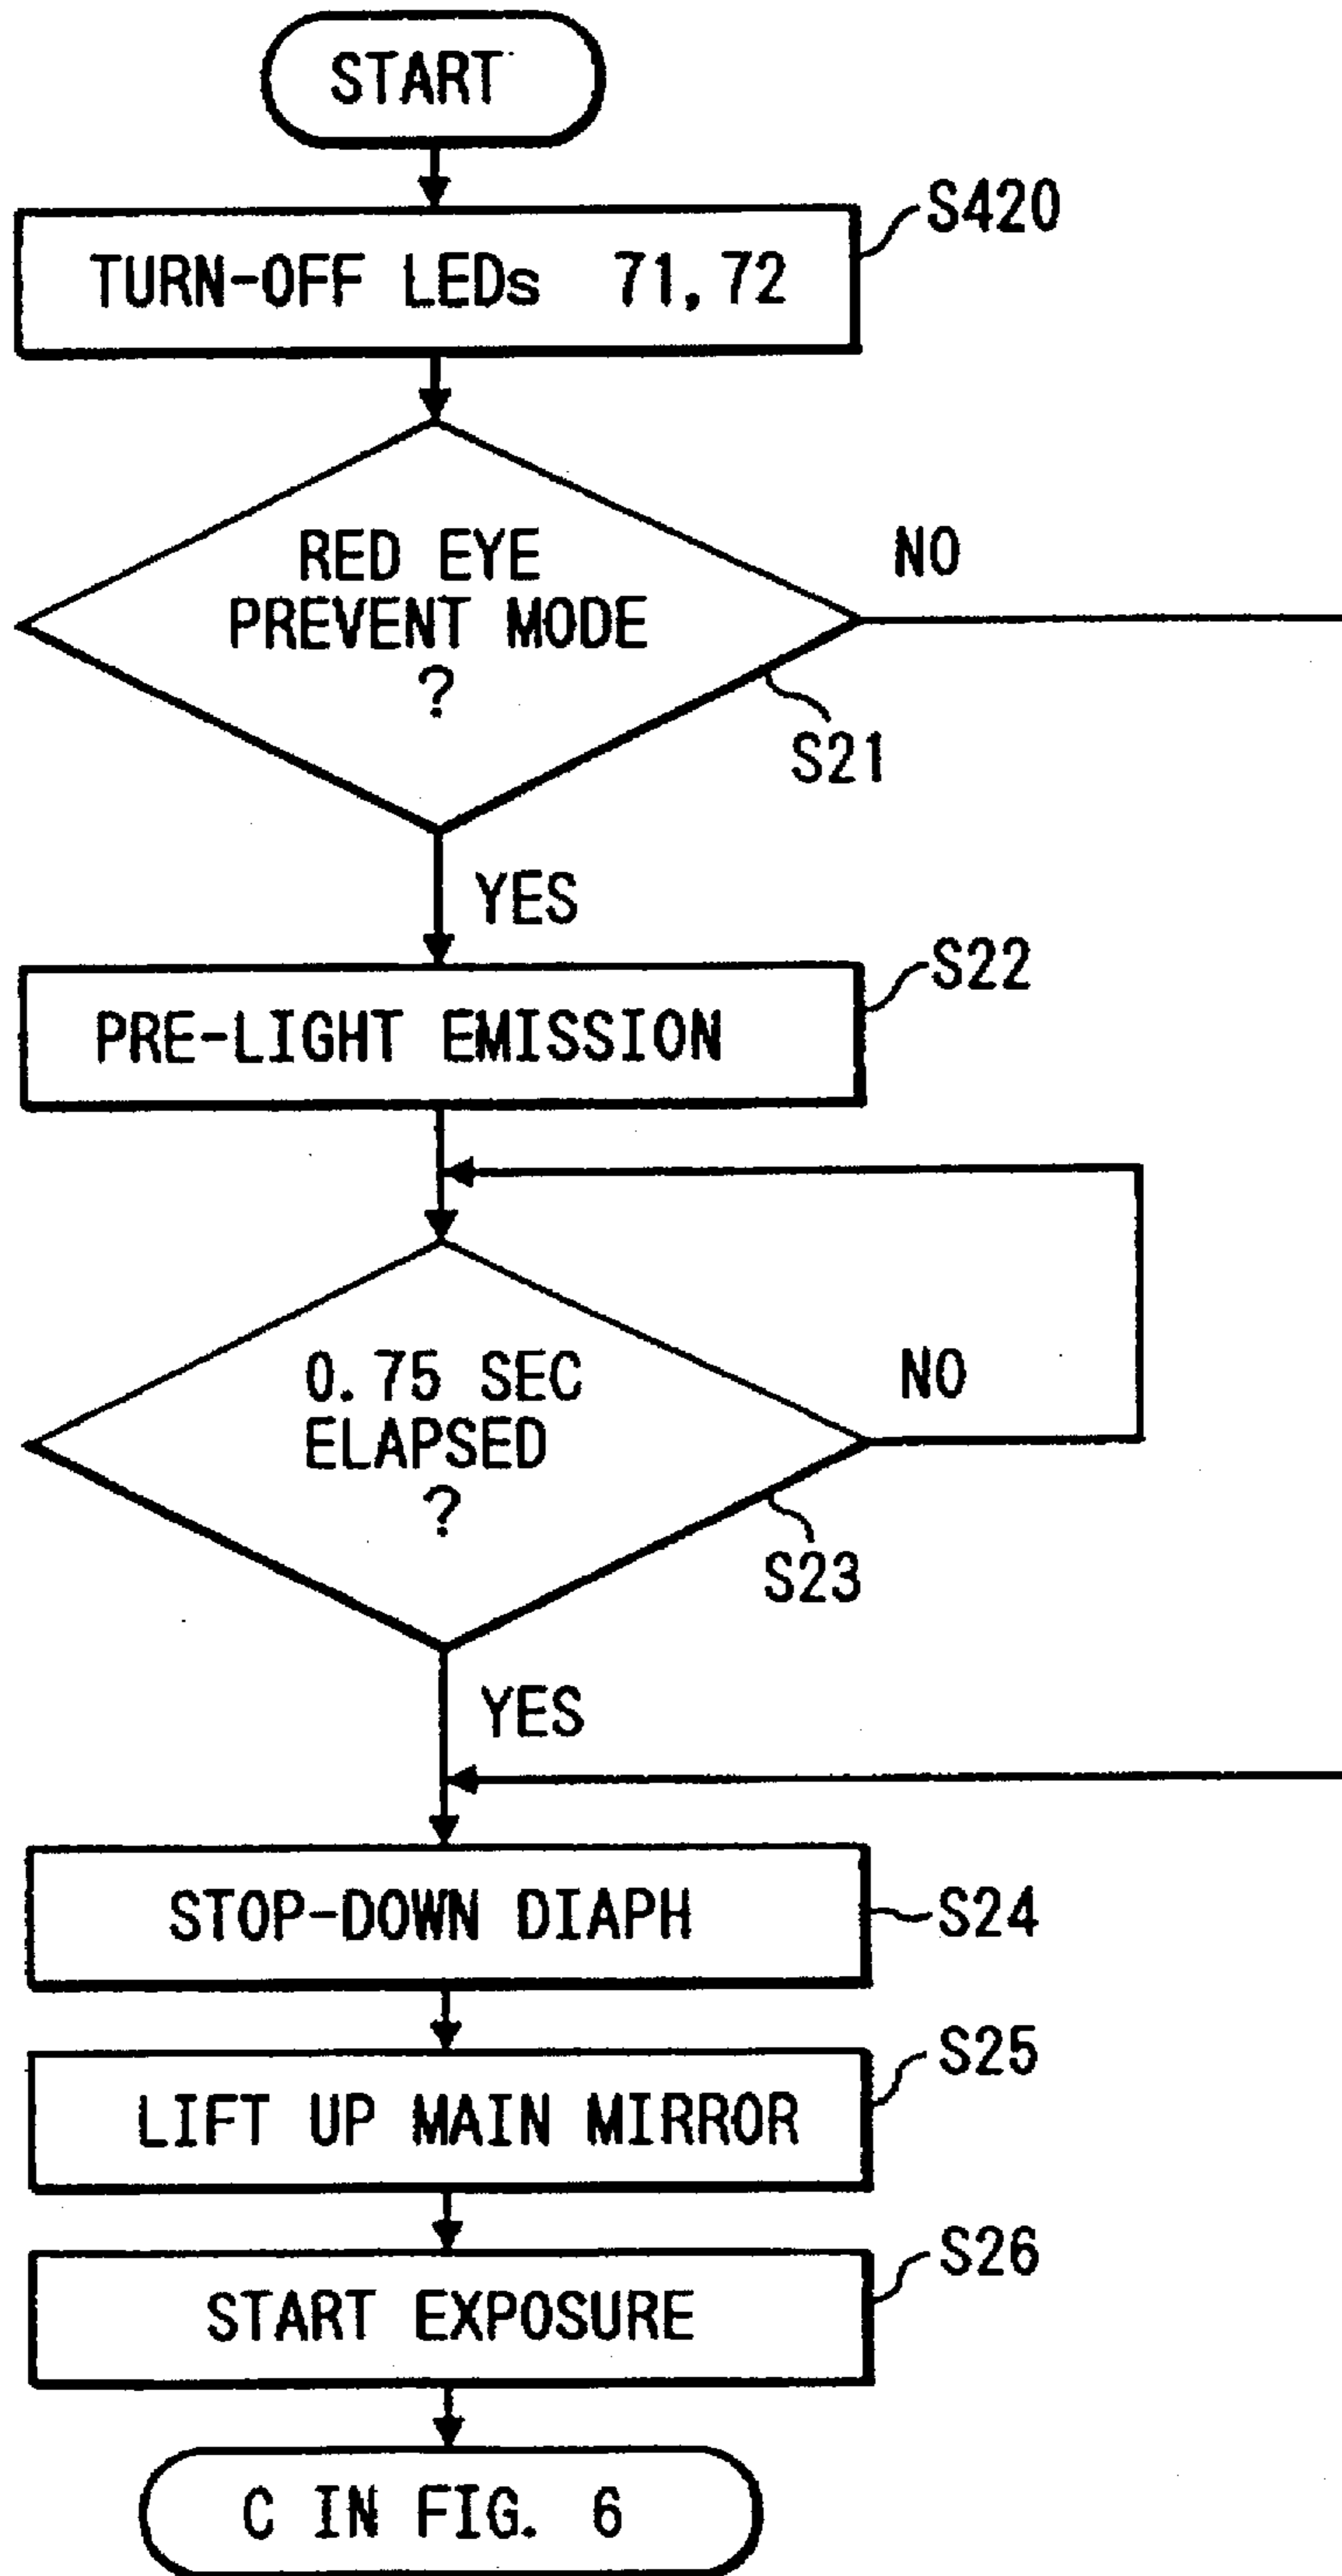 START
S420
TURN-OFF LEDs 71, 72
RED EYE
PREVENT MODE
?
NO
S21
YES
S22
PRE-LIGHT EMISSION
0.75 SEC
ELAPSED
?
NO
S23
YES
STOP-DOWN DIAPH
S24
S25
LIFT UP MAIN MIRROR
S26
START EXPOSURE
C IN FIG. 6